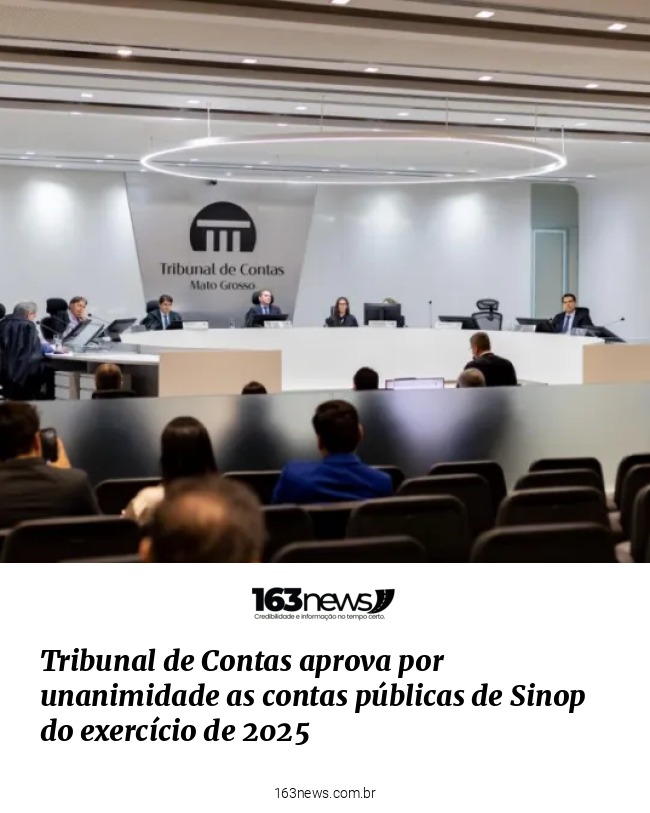 Tribunal de Contas
Mato Grosso
163news
Credibilidade e informação no tempo certo.
Tribunal de Contas aprova por
unanimidade as contas públicas de Sinop
do exercício de 2025
163news.com.br